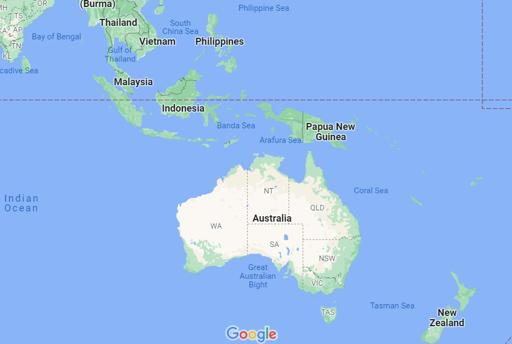 (Burma)
Thailand
South
China Sea
Philippine Sea
Bay of Bengal
Vietnam
Philippines
Gulf of
Thailand
AP
TN
Malaysia
Indonesia
Banda Sea
Papua New
Guinea
Arafura Sea
Indian
Ocean
Coral Sea
NT
QLD
WA
Australia
SA
NSW
Great
Australian
Bight
VIC
TAS
Tasman Sea
New
Zealand
Google